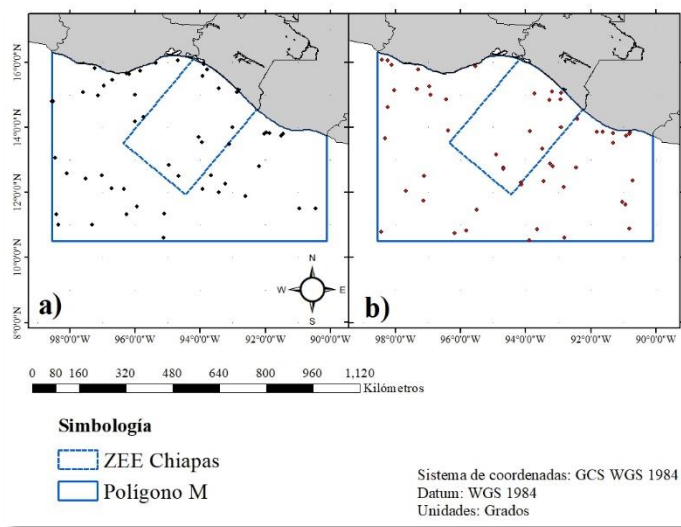 a)
b)
16°0'0"N
14°0'0"N
12°0'0"N
10°0'0"N
8°0'0"N
N
W
E
S
98°0'0"W
96°0'0"W
94°0'0"W
92°0'0"W
90°0'0"W
98°0'0"W
96°0'0"W
94°0'0"W
92°0'0"W
90°0'0"W
0 80 160 320 480 640 800 960 1,120
Kilómetros
Simbología
ZEE Chiapas
Polígono M
Sistema de coordenadas: GCS WGS 1984
Datum: WGS 1984
Unidades: Grados